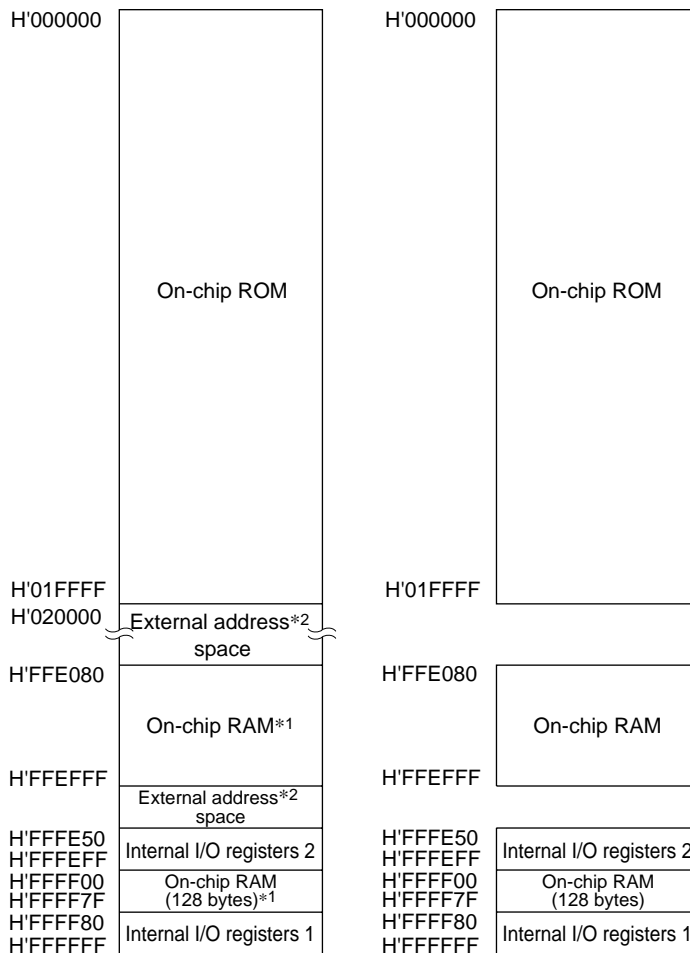 H'000000
On-chip ROM
H'01FFFF
H'020000
External address*2
space
H'FFE080
On-chip RAM*1
H'FFEFFF
External address*2
space
H'FFFE50
Internal I/O registers 2
H'FFFEFF
H'FFFF00
On-chip RAM
(128 bytes)*1
H'FFFF7F
H'FFFF80
Internal I/O registers 1
H'FFFFFF
H'000000
On-chip ROM
H'01FFFF
H'FFE080
On-chip RAM
H'FFEFFF
H'FFFE50
Internal I/O registers 2
H'FFFEFF
H'FFFF00
On-chip RAM
(128 bytes)
H'FFFF7F
H'FFFF80
Internal I/O registers 1
H'FFFFFF